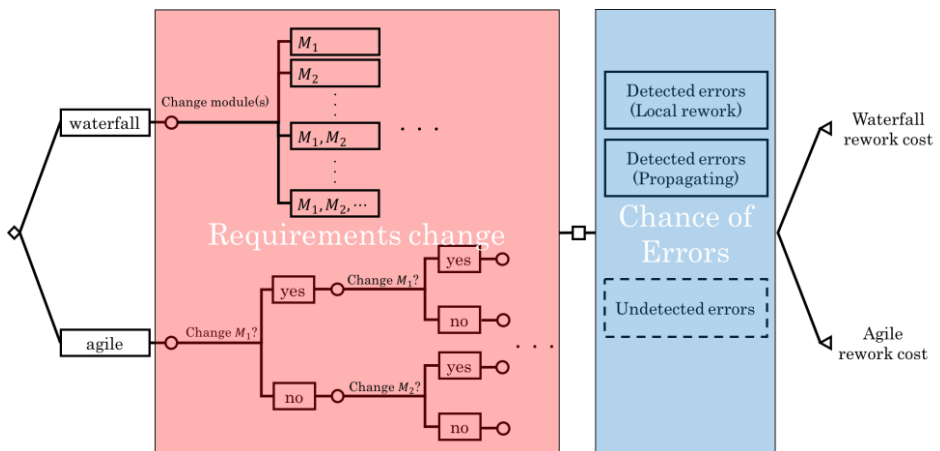 waterfall
Change module(s)
M₁
M₂
M₁, M₂
M₁, M₂, ⋯
. . .
Requirements change
agile
Change M₁?
yes
no
Change M₁?
yes
no
Change M₂?
yes
no
. . .
Detected errors
(Local rework)
Detected errors
(Propagating)
Chance of
Errors
Undetected errors
Waterfall
rework cost
Agile
rework cost